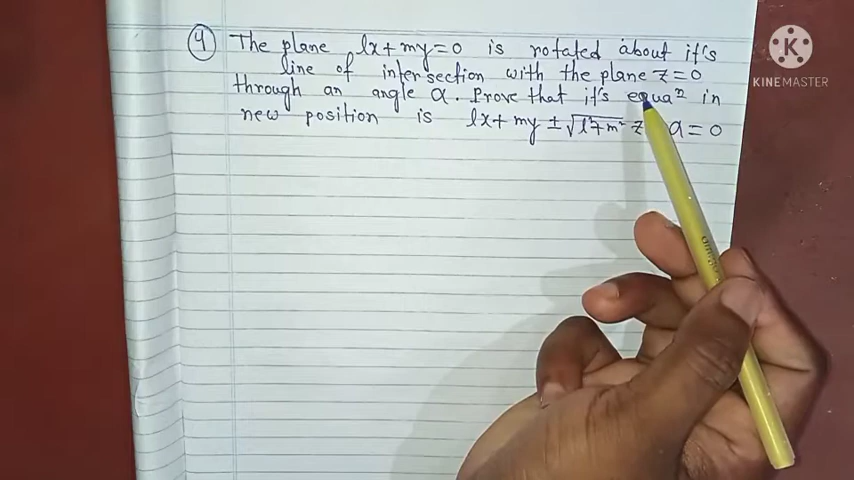 4 The plane lx+my=0 is rotated about it's
line of intersection with the plane z=0
through an angle α. Prove that it's equaⁿ in
new position is lx+my ±√l²+m² z α=0
KINEMASTER